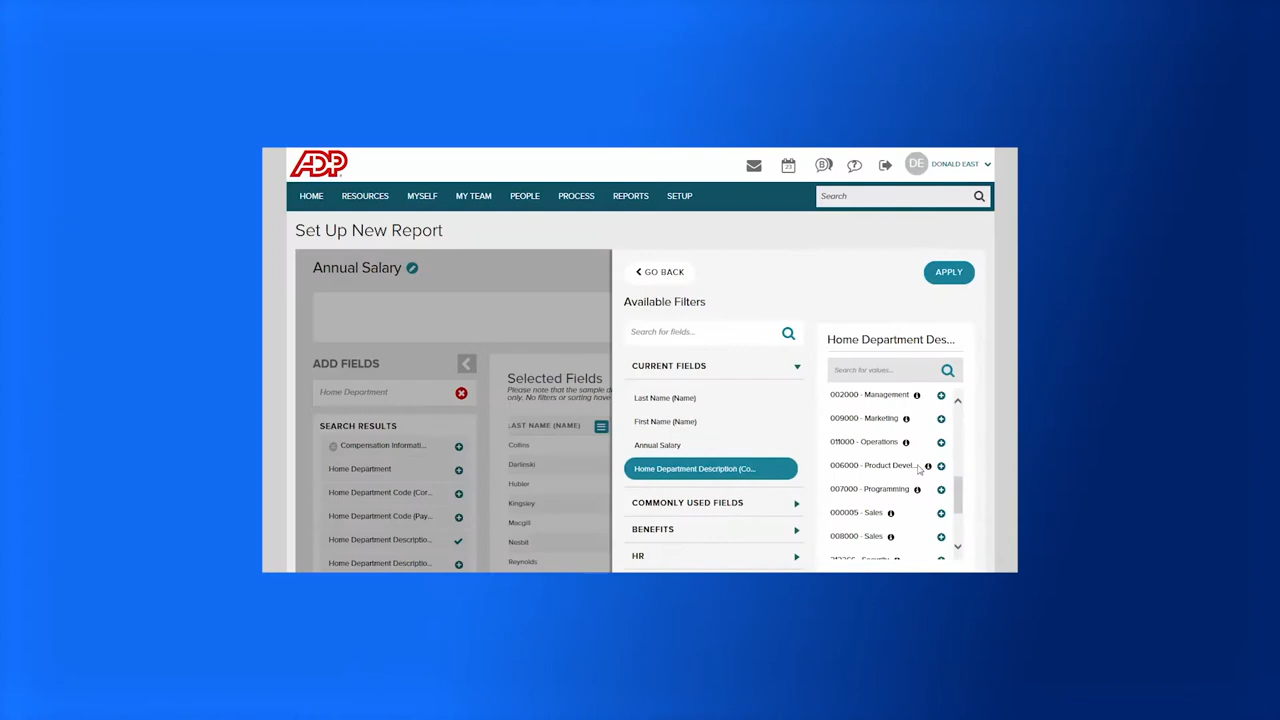 ADP
23
B
?
DE
DONALD EAST
HOME RESOURCES MYSELF MY TEAM PEOPLE PROCESS REPORTS SETUP
Search
Set Up New Report
Annual Salary
ADD FIELDS
Home Department
SEARCH RESULTS
Compensation Informati...
Home Department
Home Department Code (Cor...
Home Department Code (Pay...
Home Department Descriptio...
Home Department Descriptio...
Selected Fields
Please note that the sample d
only. No filters or sorting have
LAST NAME (NAME)
Collins
Darlinski
Hubler
Kingsley
Macgill
Nesbit
Reynolds
GO BACK
APPLY
Available Filters
Search for fields...
CURRENT FIELDS
Last Name (Name)
First Name (Name)
Annual Salary
Home Department Description (Co...
COMMONLY USED FIELDS
BENEFITS
HR
Home Department Des...
Search for values...
002000 - Management
009000 - Marketing
011000 - Operations
006000 - Product Devel...
007000 - Programming
000005 - Sales
008000 - Sales